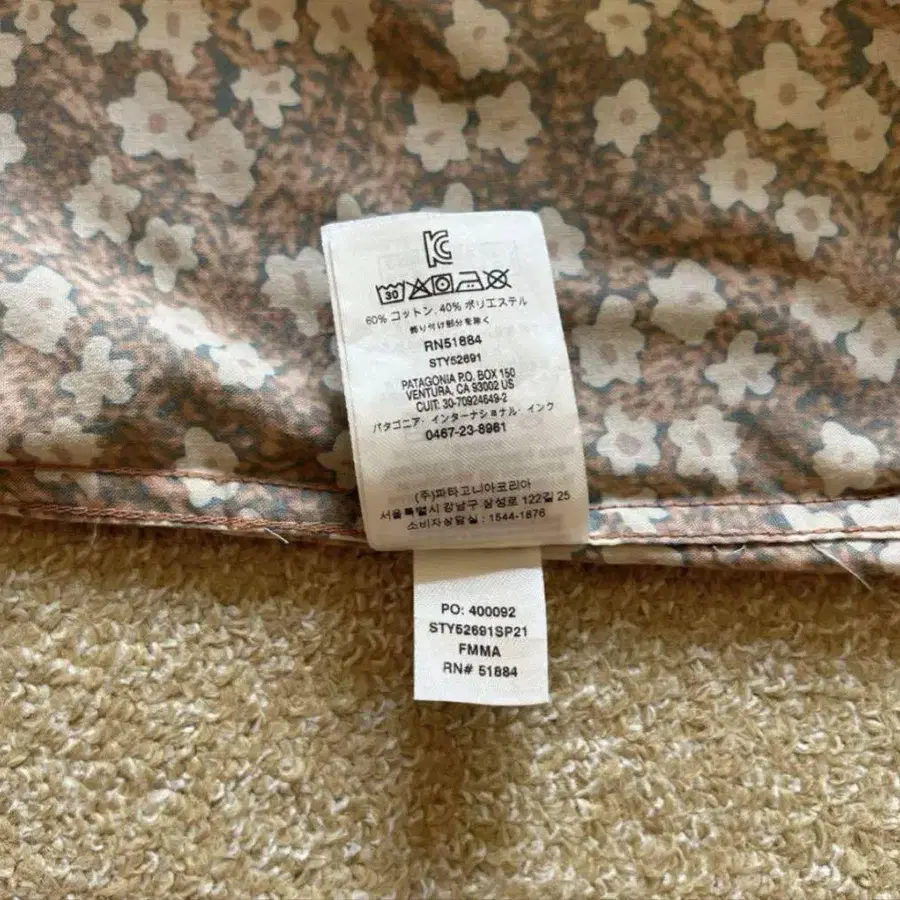 30
60% コットン, 40% ポリエステル
飾り付け部分を除く
RN51884
STY52691
PATAGONIA P.O. BOX 150
VENTURA, CA 93002 US
CUIT: 30-70924649-2
パタゴニア・インターナショナル・インク
0467-23-8961
(주)파타고니아코리아
서울특별시 강남구 삼성로 122길 25
소비자상담실 : 1544-1876
PO: 400092
STY52691SP21
FMMA
RN# 51884